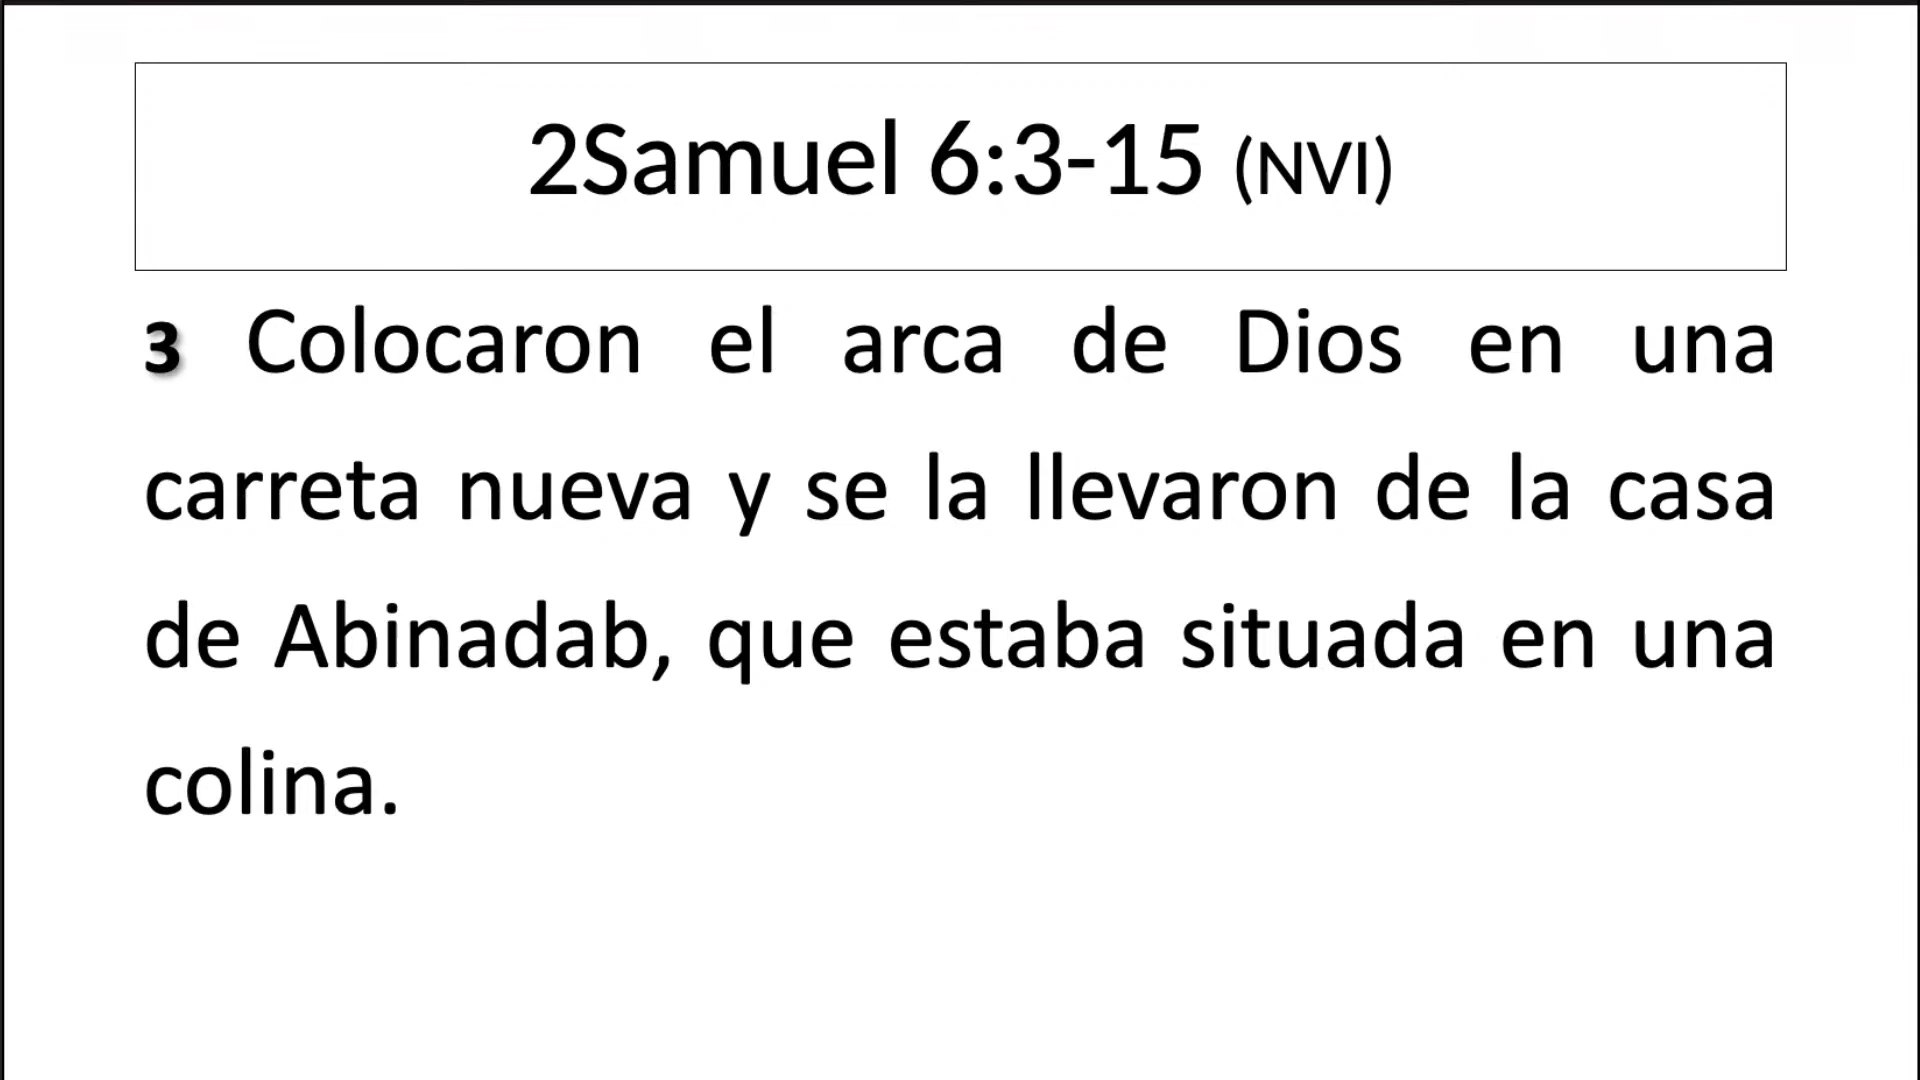 2Samuel 6:3-15 (NVI)
3 Colocaron el arca de Dios en una
carreta nueva y se la llevaron de la casa
de Abinadab, que estaba situada en una
colina.